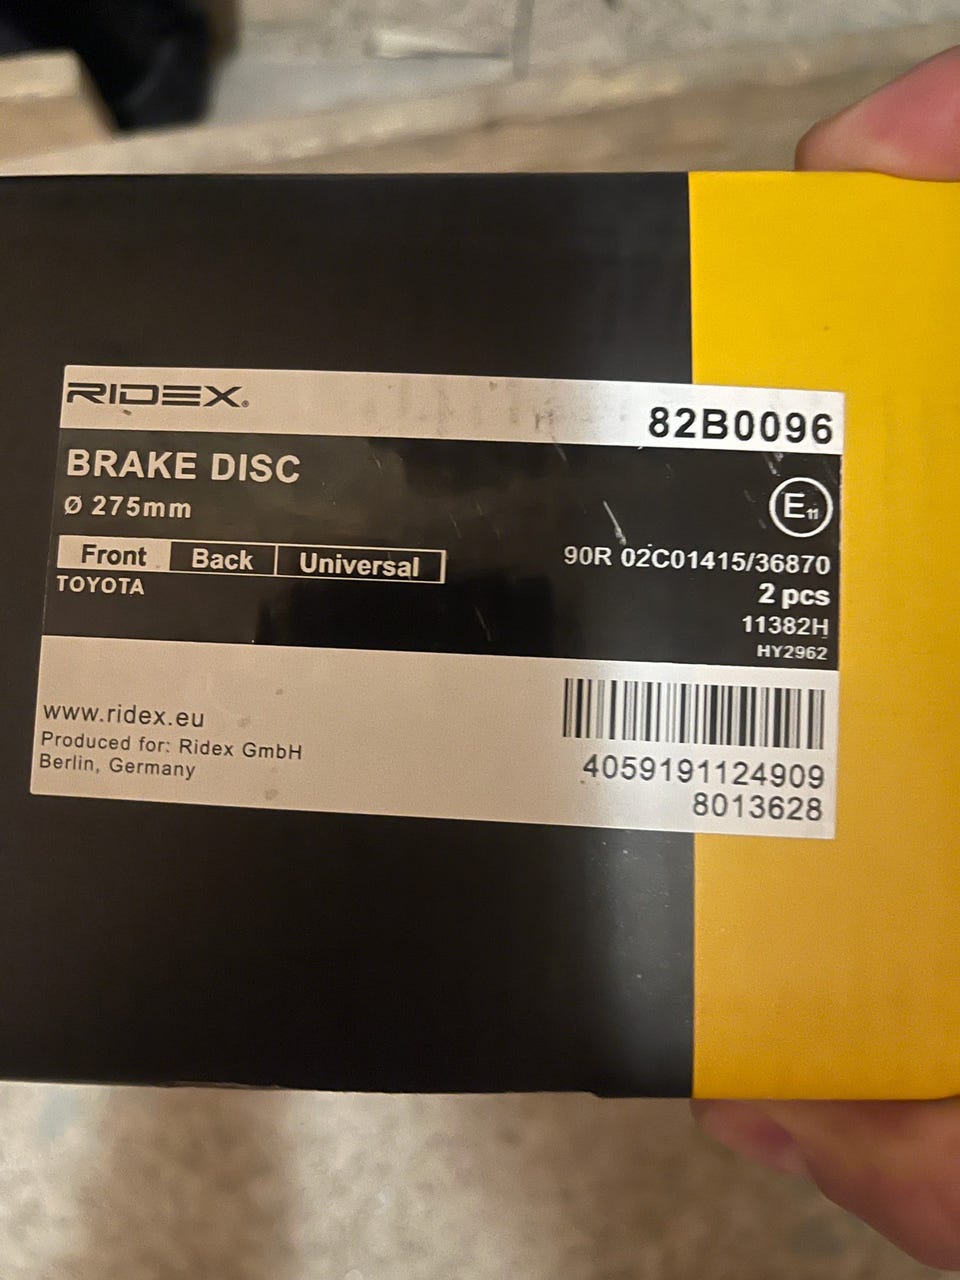 RIDEX®
82B0096
BRAKE DISC
Ø 275mm
E11
Front Back Universal
90R 02C01415/36870
TOYOTA
2 pcs
11382H
HY2962
www.ridex.eu
Produced for: Ridex GmbH
Berlin, Germany
4059191124909
8013628